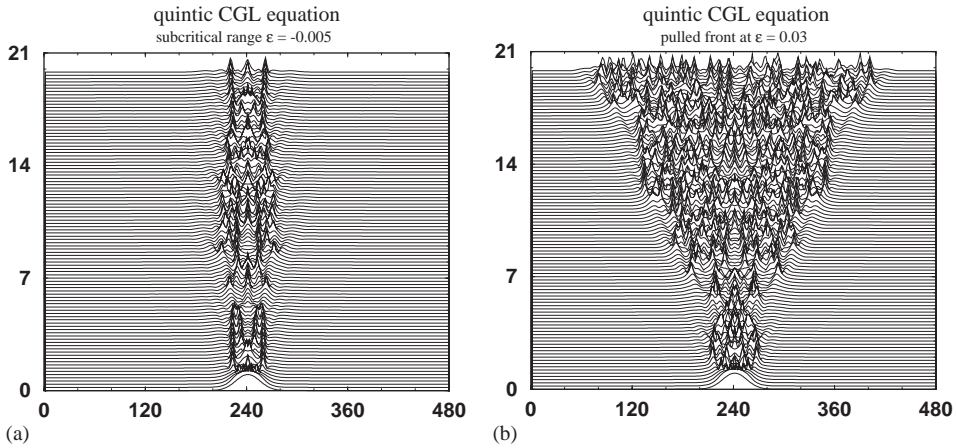 quintic CGL equation
subcritical range ε = -0.005
21
14
7
0
0 120 240 360 480
(a)
quintic CGL equation
pulled front at ε = 0.03
21
14
7
0
0 120 240 360 480
(b)